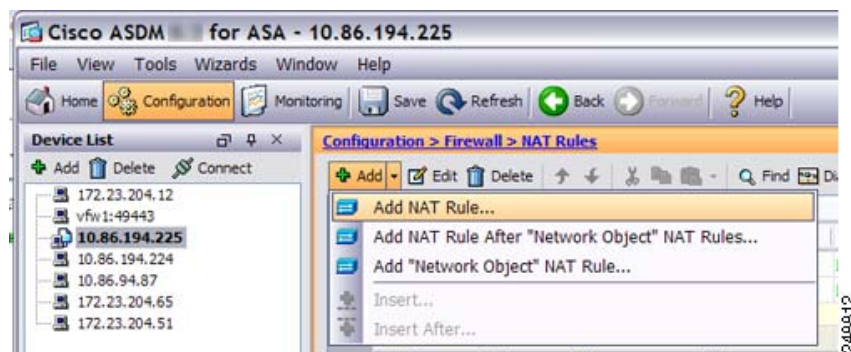 Cisco ASDM for ASA - 10.86.194.225
File View Tools Wizards Window Help
Home Configuration Monitoring Save Refresh Back Forward Help
Device List
Add Delete Connect
172.23.204.12
vfw1:49443
10.86.194.225
10.86.194.224
10.86.94.87
172.23.204.65
172.23.204.51
Configuration > Firewall > NAT Rules
Add Edit Delete Find Di
Add NAT Rule...
Add NAT Rule After "Network Object" NAT Rules...
Add "Network Object" NAT Rule...
Insert...
Insert After...